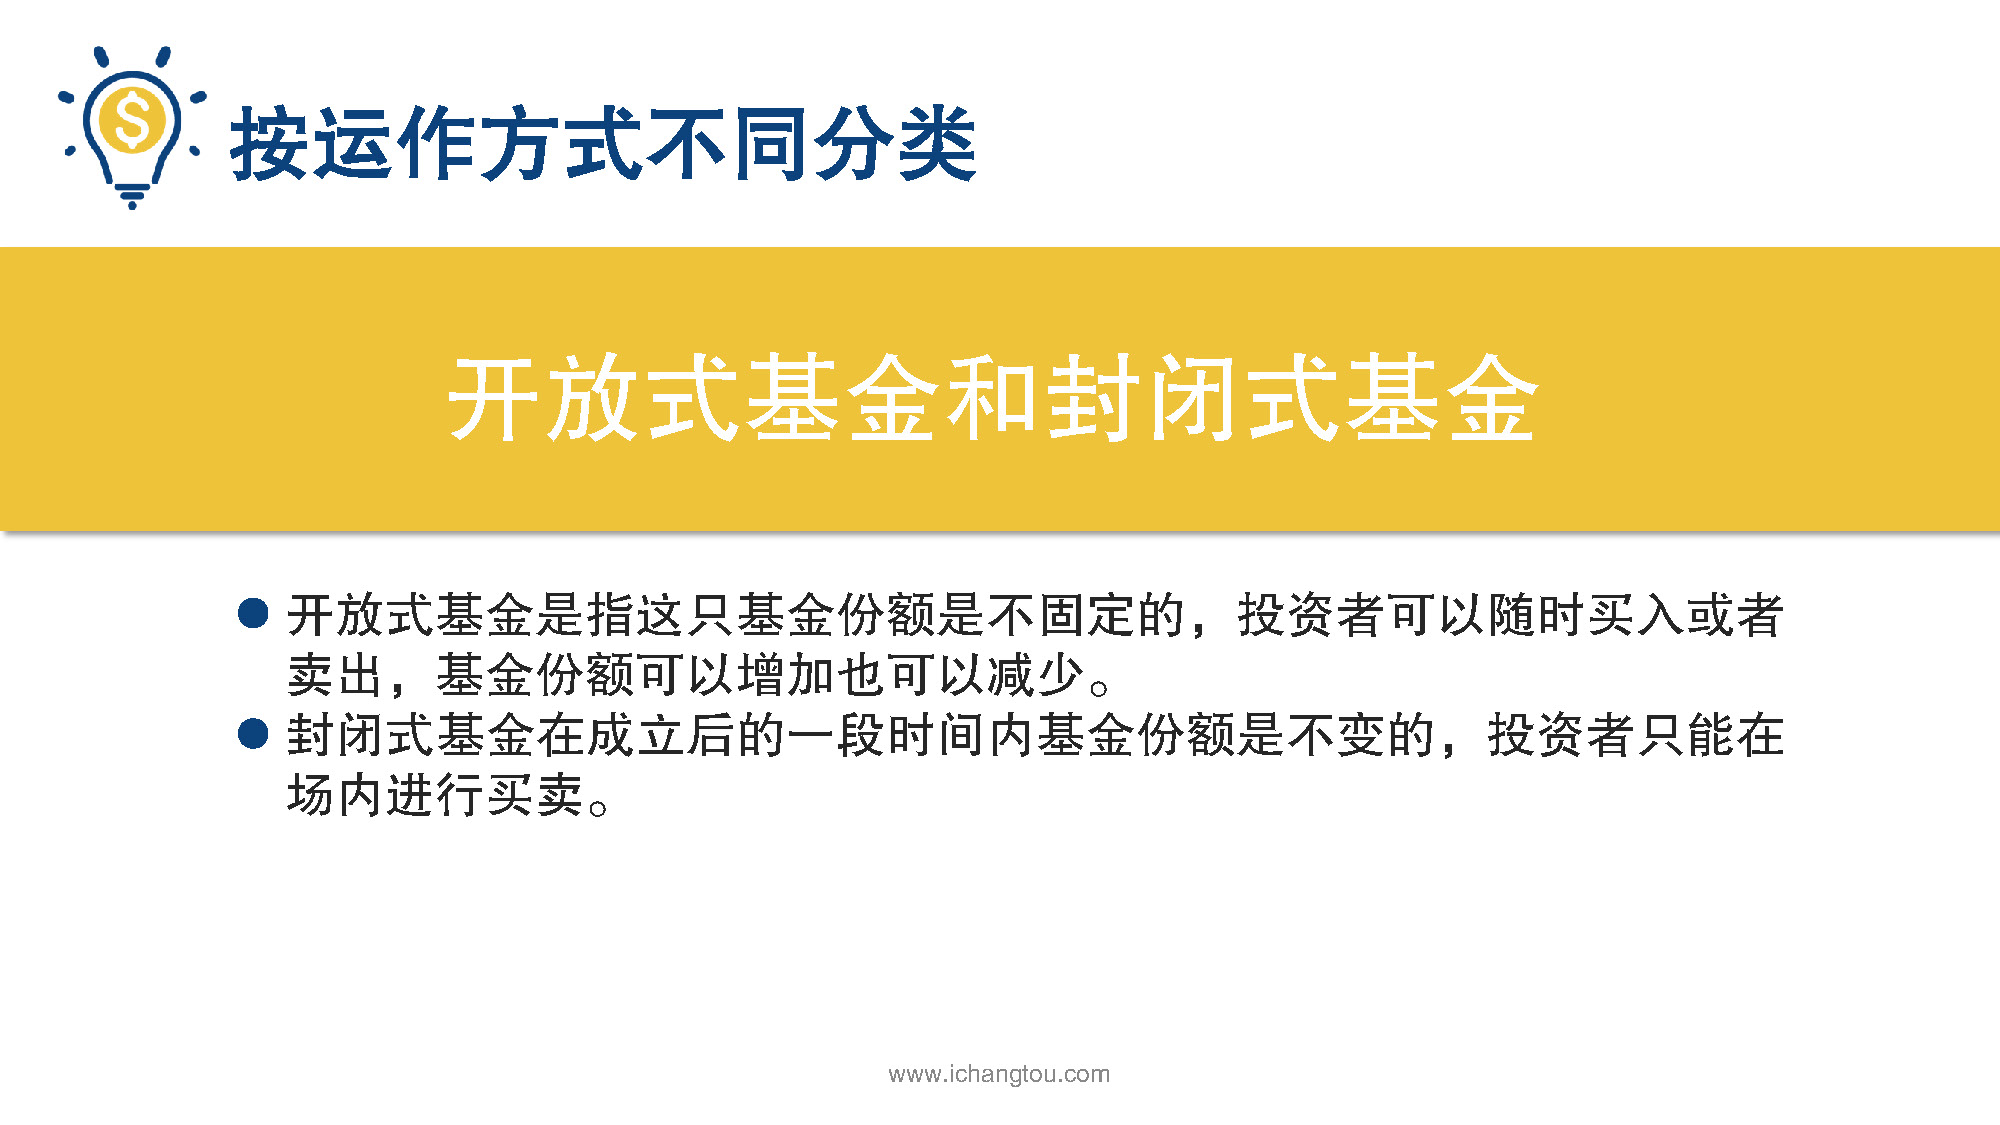 按运作方式不同分类
开放式基金和封闭式基金
● 开放式基金是指这只基金份额是不固定的，投资者可以随时买入或者
卖出，基金份额可以增加也可以减少。
● 封闭式基金在成立后的一段时间内基金份额是不变的，投资者只能在
场内进行买卖。
www.ichangtou.com